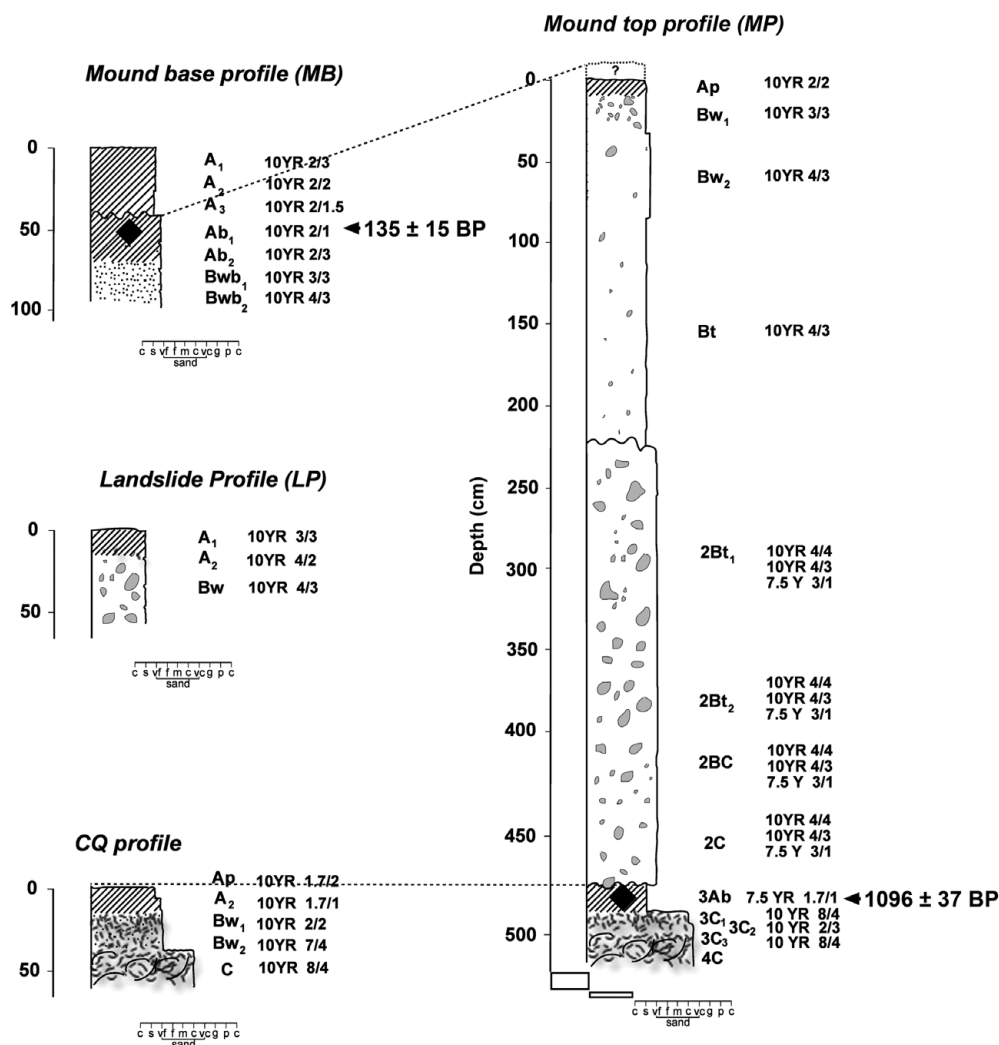 Mound top profile (MP)
Mound base profile (MB)
0
50
100
A1 10YR 2/3
A2 10YR 2/2
A3 10YR 2/1.5
Ab1 10YR 2/1
135 ± 15 BP
Ab2 10YR 2/3
Bwb1 10YR 3/3
Bwb2 10YR 4/3
c s vf f m c vc g p c
sand
Landslide Profile (LP)
0
50
A1 10YR 3/3
A2 10YR 4/2
Bw 10YR 4/3
c s vf f m c vc g p c
sand
CQ profile
0
50
Ap 10YR 1.7/2
A2 10YR 1.7/1
Bw1 10YR 2/2
Bw2 10YR 7/4
C 10YR 8/4
c s vf f m c vc g p c
sand
?
Depth (cm)
0
50
100
150
200
250
300
350
400
450
500
Ap 10YR 2/2
Bw1 10YR 3/3
Bw2 10YR 4/3
Bt 10YR 4/3
2Bt1 10YR 4/4
10YR 4/3
7.5 Y 3/1
2Bt2 10YR 4/4
10YR 4/3
7.5 Y 3/1
2BC 10YR 4/4
10YR 4/3
7.5 Y 3/1
2C 10YR 4/4
10YR 4/3
7.5 Y 3/1
3Ab 7.5 YR 1.7/1
1096 ± 37 BP
3C1 10 YR 8/4
3C2 10 YR 2/3
3C3 10 YR 8/4
4C
c s vf f m c vc g p c
sand